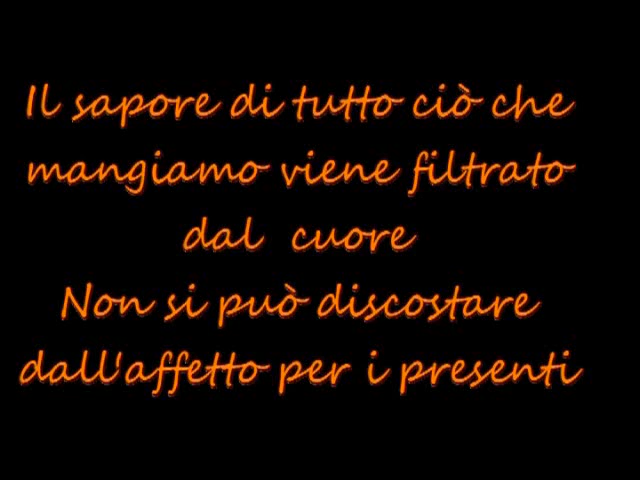 Il sapore di tutto ciò che
mangiamo viene filtrato
dal cuore
Non si può discostare
dall'affetto per i presenti